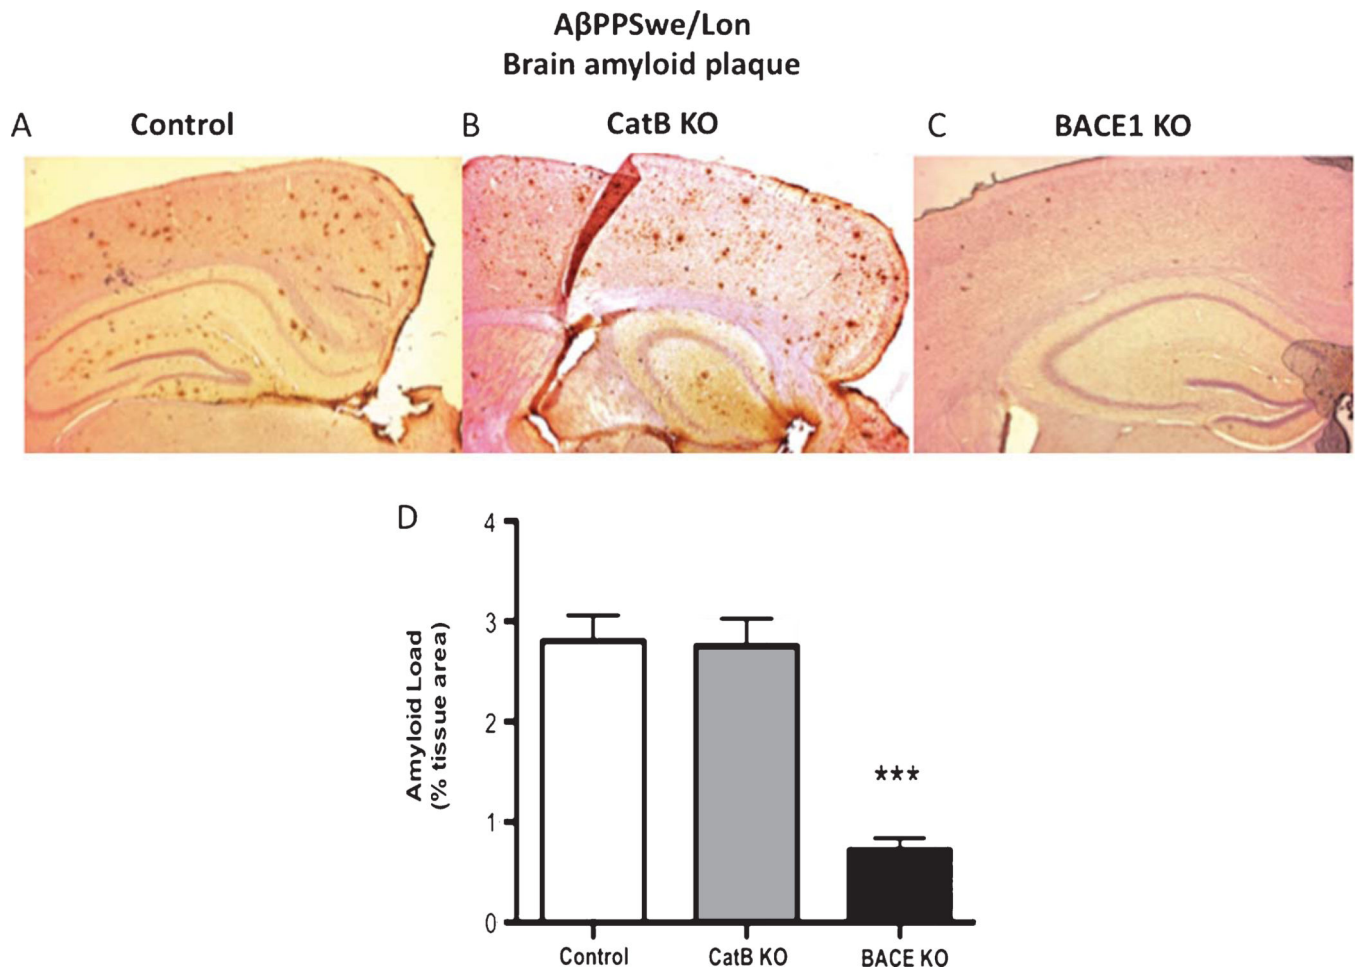 AβPPSwe/Lon
Brain amyloid plaque
A Control B CatB KO C BACE1 KO
D
4
3
2
1
0
Amyloid Load
(% tissue area)
***
Control CatB KO BACE KO